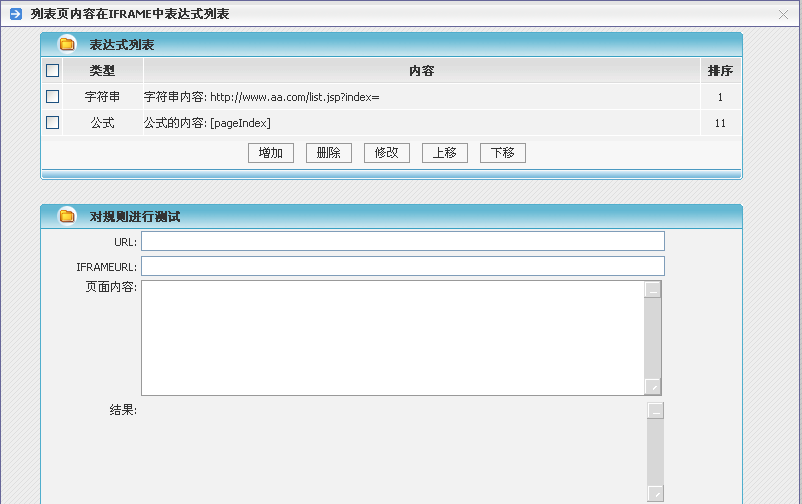 列表页内容在IFRAME中表达式列表
表达式列表
类型 内容 排序
字符串 字符串内容: http://www.aa.com/list.jsp?index= 1
公式 公式的内容: [pageIndex] 11
增加 删除 修改 上移 下移
对规则进行测试
URL:
IFRAMEURL:
页面内容:
结果: